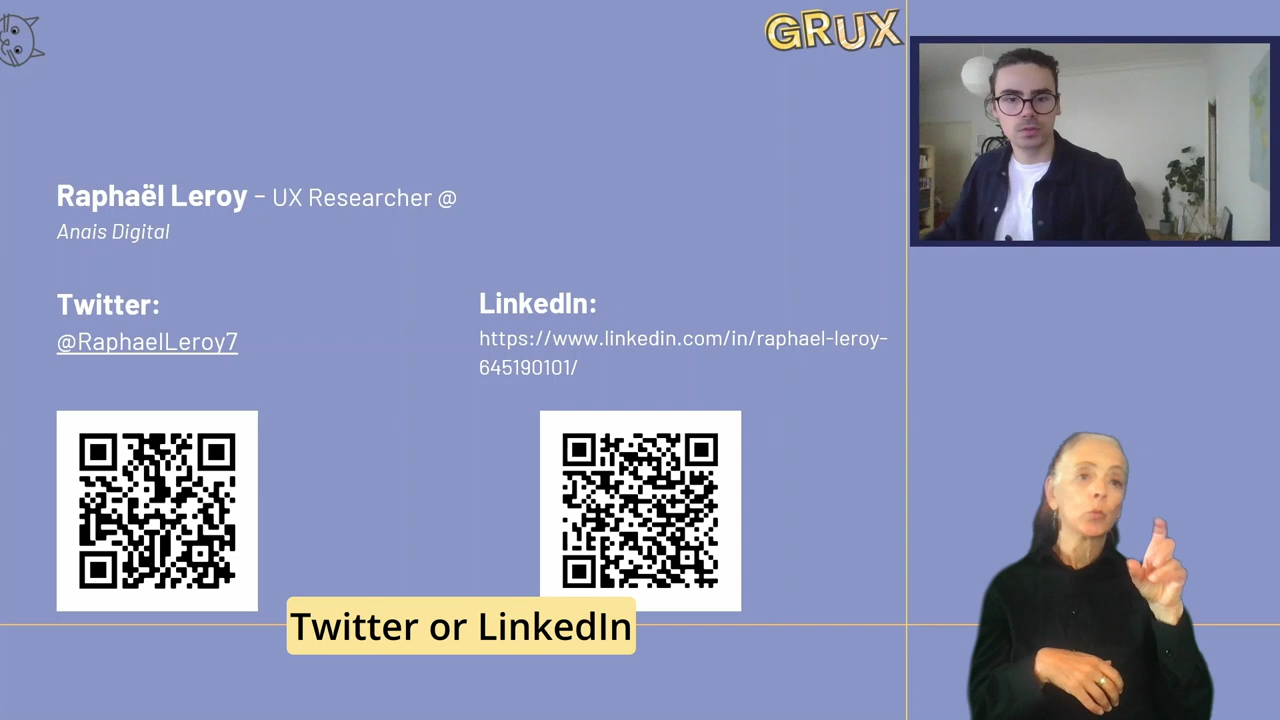 GRUX
Raphaël Leroy – UX Researcher @
Anais Digital
Twitter:
@RaphaelLeroy7
LinkedIn:
https://www.linkedin.com/in/raphael-leroy-
645190101/
Twitter or LinkedIn